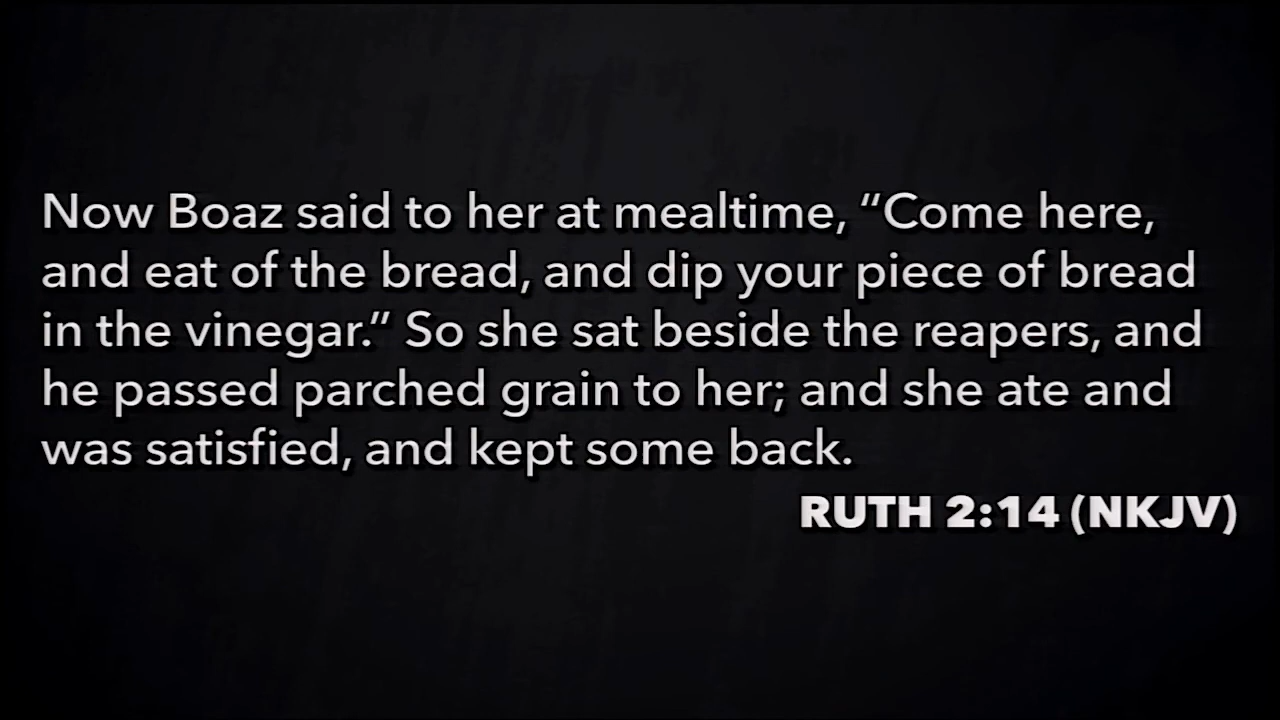 Now Boaz said to her at mealtime, “Come here,
and eat of the bread, and dip your piece of bread
in the vinegar.” So she sat beside the reapers, and
he passed parched grain to her; and she ate and
was satisfied, and kept some back.
RUTH 2:14 (NKJV)